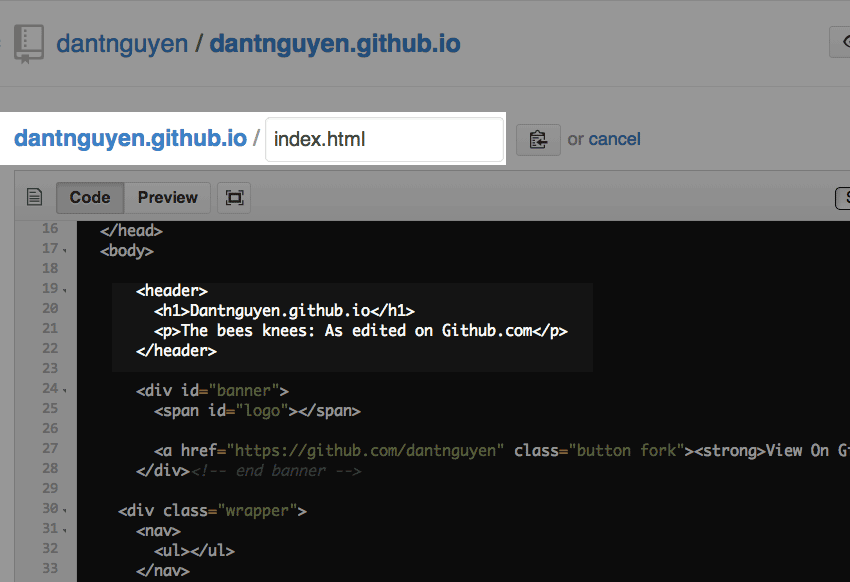 dantnguyen / dantnguyen.github.io
dantnguyen.github.io / index.html or cancel
Code Preview
16 </head>
17 <body>
18
19 <header>
20 <h1>Dantnguyen.github.io</h1>
21 <p>The bees knees: As edited on Github.com</p>
22 </header>
23
24 <div id="banner">
25 <span id="logo"></span>
26
27 <a href="https://github.com/dantnguyen" class="button fork"><strong>View On G
28 </div><!-- end banner -->
29
30 <div class="wrapper">
31 <nav>
32 <ul></ul>
33 </nav>